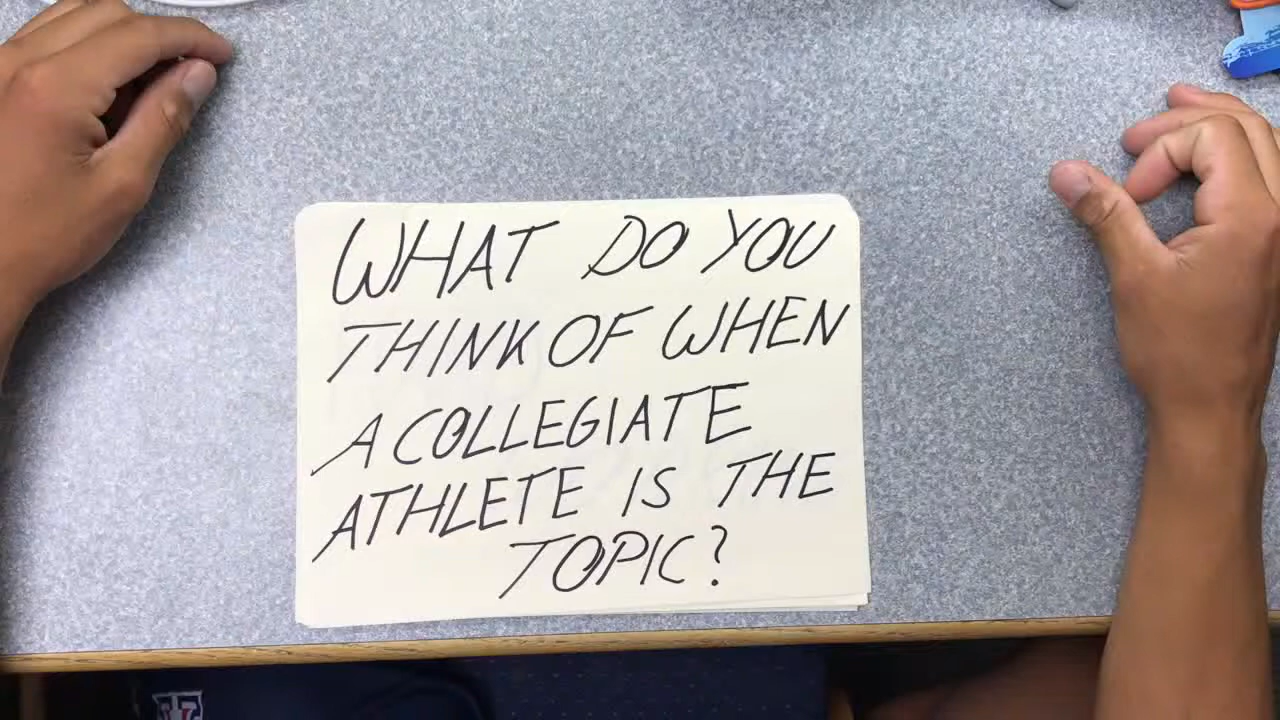 WHAT DO YOU
THINK OF WHEN
A COLLEGIATE
ATHLETE IS THE
TOPIC?